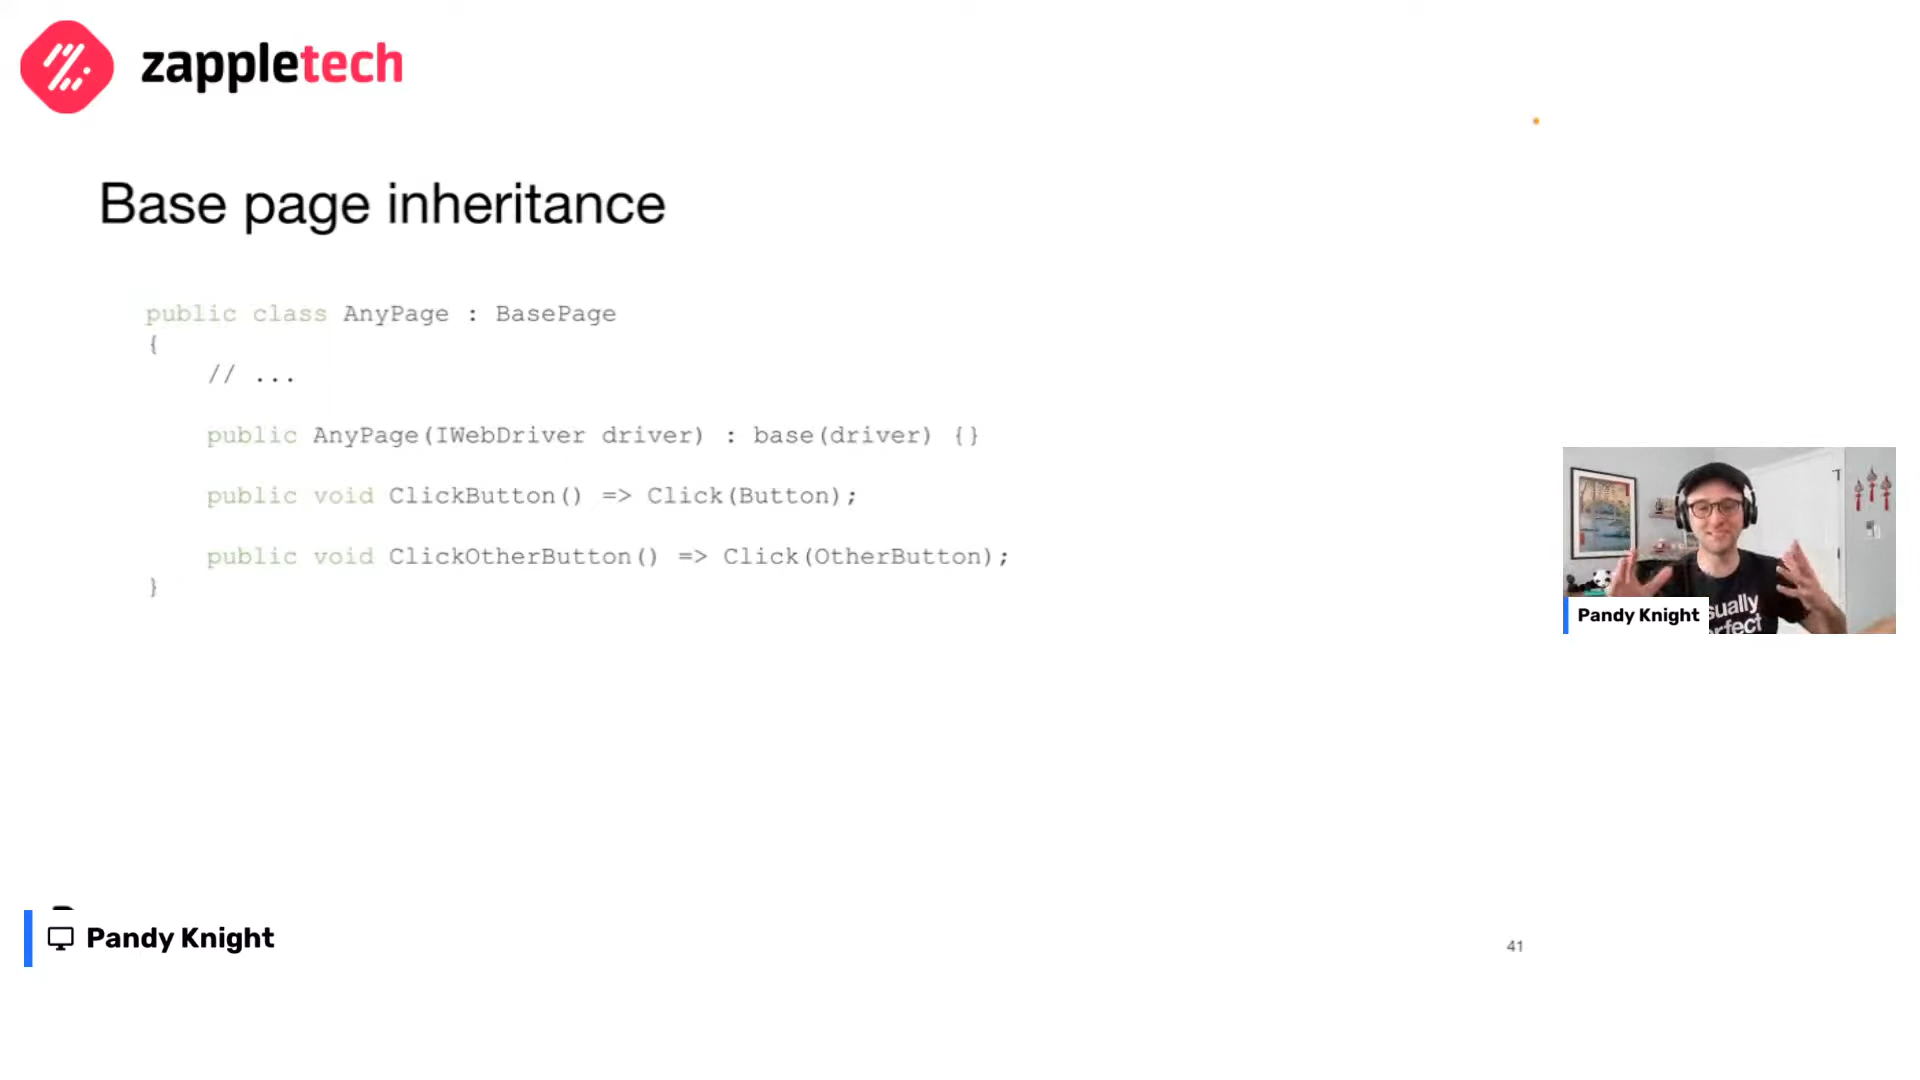 zappletech
Base page inheritance
public class AnyPage : BasePage
{
// ...
public AnyPage(IWebDriver driver) : base(driver) {}
public void ClickButton() => Click(Button);
public void ClickOtherButton() => Click(OtherButton);
}
Pandy Knight
Pandy Knight
41